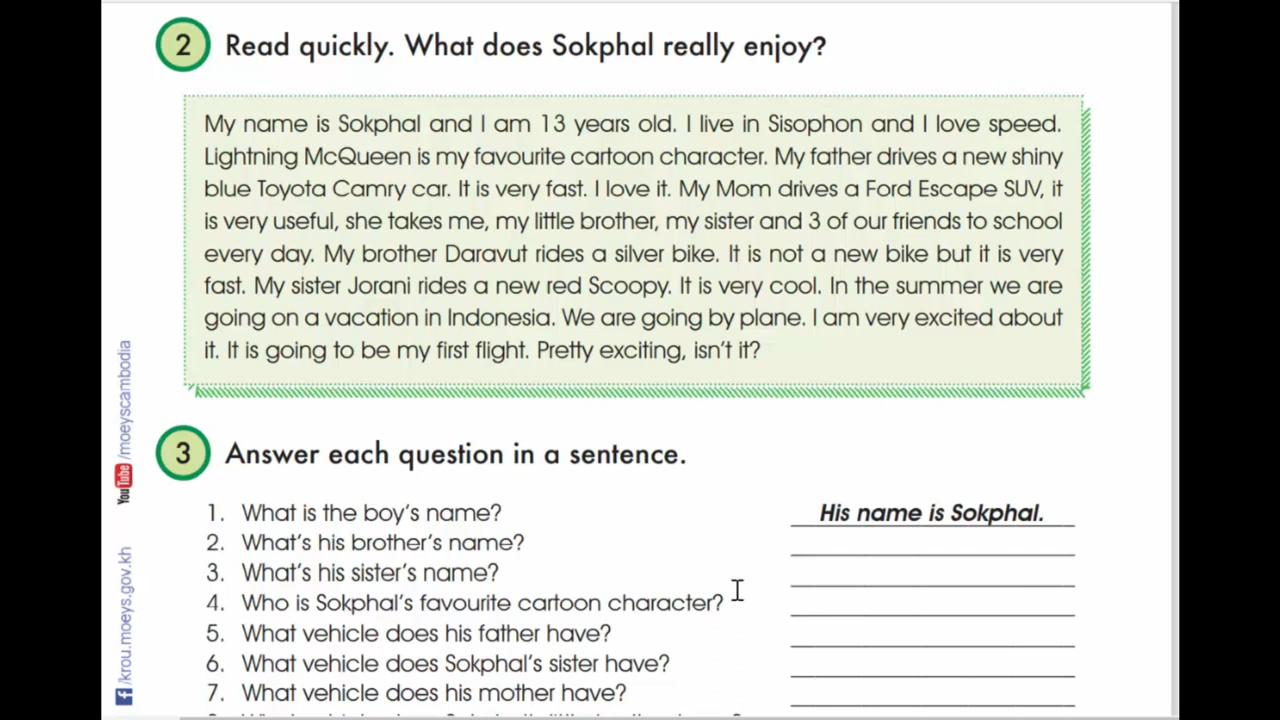 2 Read quickly. What does Sokphal really enjoy?
My name is Sokphal and I am 13 years old. I live in Sisophon and I love speed.
Lightning McQueen is my favourite cartoon character. My father drives a new shiny
blue Toyota Camry car. It is very fast. I love it. My Mom drives a Ford Escape SUV, it
is very useful, she takes me, my little brother, my sister and 3 of our friends to school
every day. My brother Daravut rides a silver bike. It is not a new bike but it is very
fast. My sister Jorani rides a new red Scoopy. It is very cool. In the summer we are
going on a vacation in Indonesia. We are going by plane. I am very excited about
it. It is going to be my first flight. Pretty exciting, isn't it?
3 Answer each question in a sentence.
1. What is the boy's name? His name is Sokphal.
2. What's his brother's name?
3. What's his sister's name?
4. Who is Sokphal's favourite cartoon character?
5. What vehicle does his father have?
6. What vehicle does Sokphal's sister have?
7. What vehicle does his mother have?
YouTube /moeyscambodia
f /krou.moeys.gov.kh